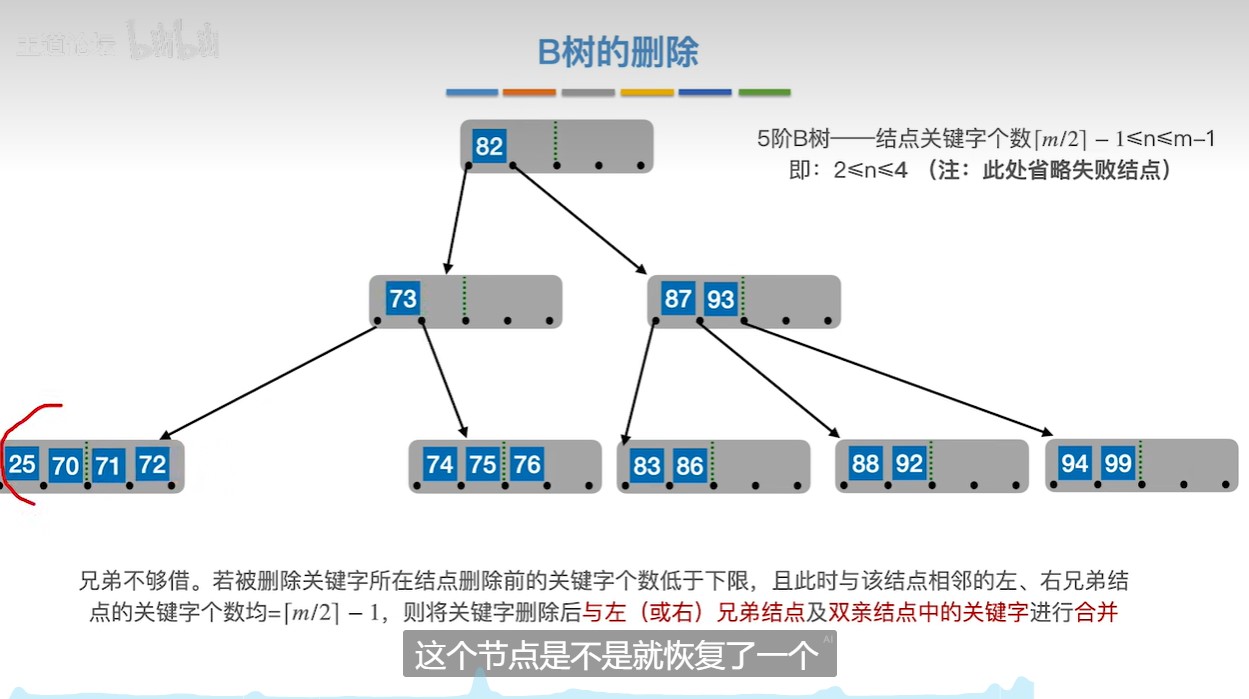 王道论坛 bilibili
B树的删除
82
5阶B树——结点关键字个数⌈m/2⌉ − 1≤n≤m–1
即：2≤n≤4 （注：此处省略失败结点）
73
87 93
25 70 71 72
74 75 76
83 86
88 92
94 99
兄弟不够借。若被删除关键字所在结点删除前的关键字个数低于下限，且此时与该结点相邻的左、右兄弟结
点的关键字个数均=⌈m/2⌉ − 1，则将关键字删除后与左（或右）兄弟结点及双亲结点中的关键字进行合并
这个节点是不是就恢复了一个
AI